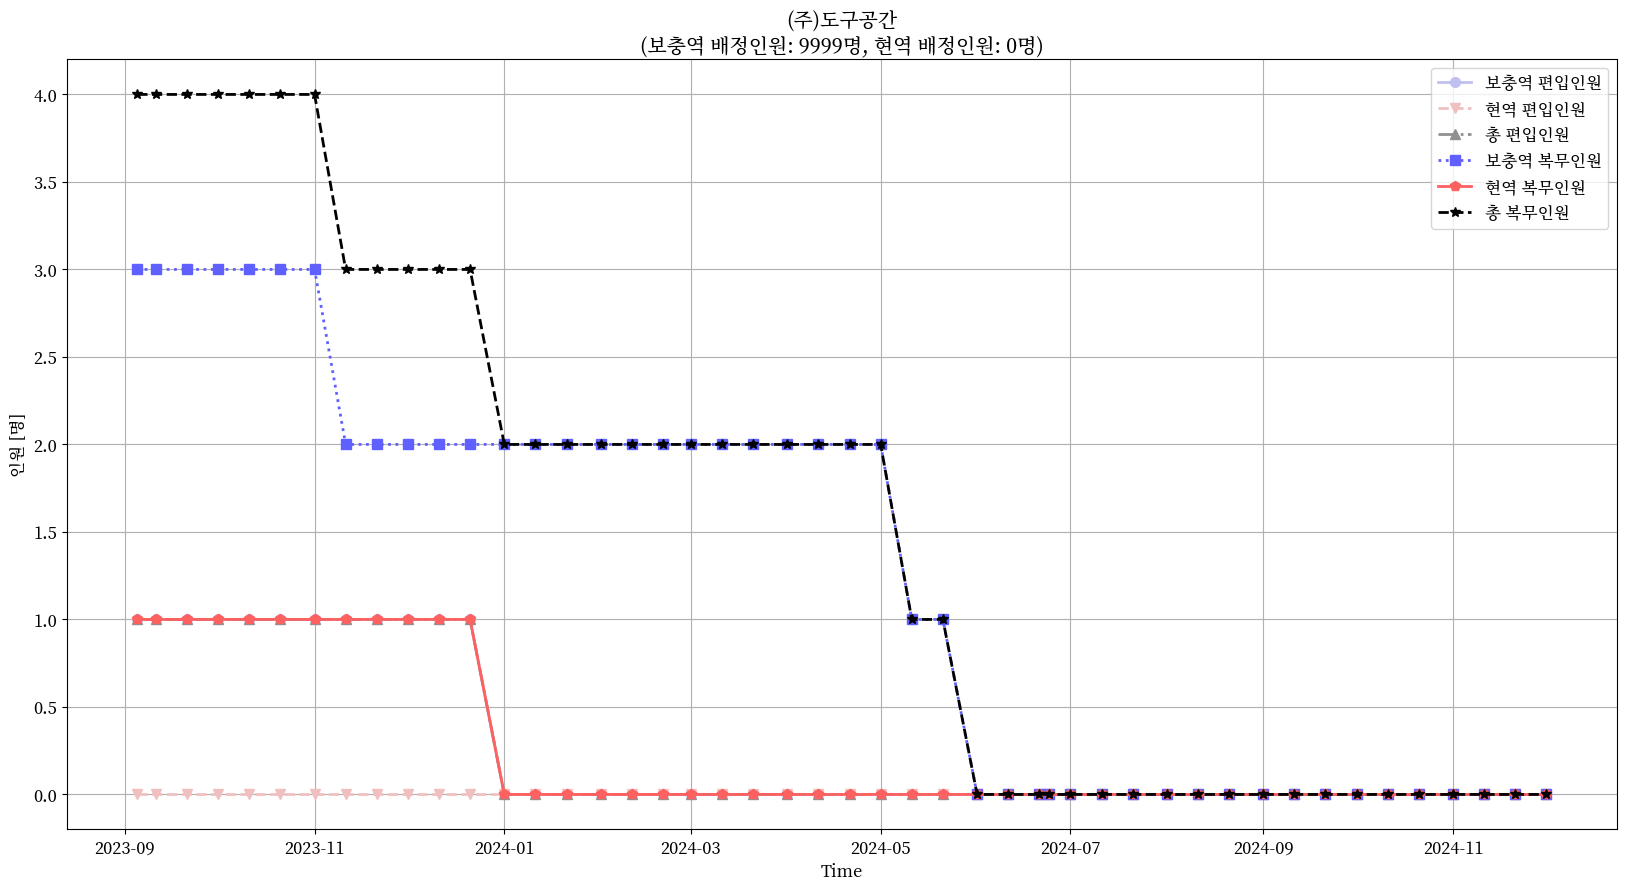 (주)도구공간
(보충역 배정인원: 9999명, 현역 배정인원: 0명)
보충역 편입인원
현역 편입인원
총 편입인원
보충역 복무인원
현역 복무인원
총 복무인원
인원 [명]
4.0
3.5
3.0
2.5
2.0
1.5
1.0
0.5
0.0
2023-09 2023-11 2024-01 2024-03 2024-05 2024-07 2024-09 2024-11
Time